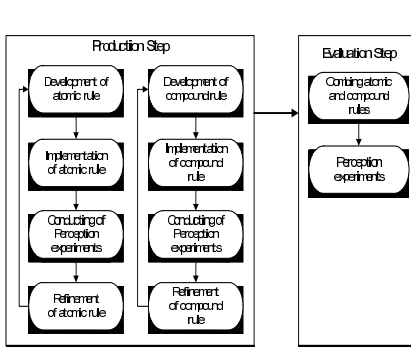 Production Step
Development of
atomic rule
Implementation
of atomic rule
Conducting of
Perception
experiments
Refinement
of atomic rule
Development of
compound rule
Implementation
of compound
rule
Conducting of
Perception
experiments
Refinement
of compound
rule
Evaluation Step
Combing atomic
and compound
rules
Perception
experiments